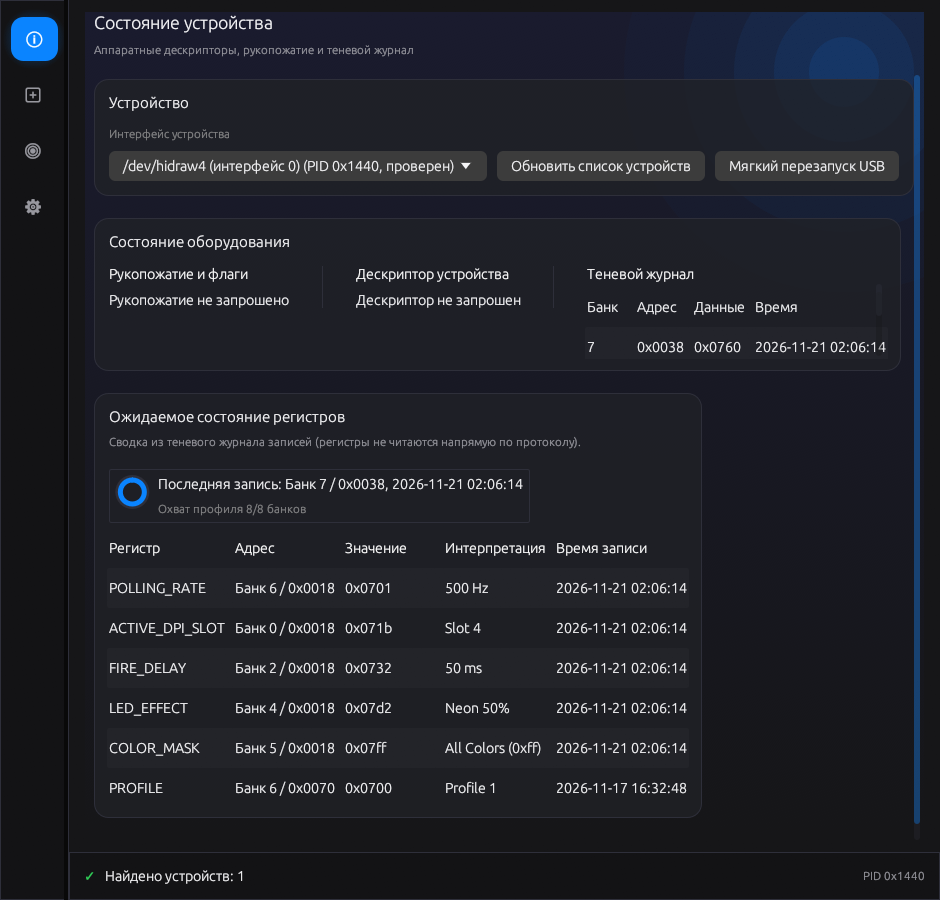 Состояние устройства
Аппаратные дескрипторы, рукопожатие и теневой журнал
Устройство
Интерфейс устройства
/dev/hidraw4 (интерфейс 0) (PID 0x1440, проверен) Обновить список устройств Мягкий перезапуск USB
Состояние оборудования
Рукопожатие и флаги
Рукопожатие не запрошено
Дескриптор устройства
Дескриптор не запрошен
Теневой журнал
Банк Адрес Данные Время
7 0x0038 0x0760 2026-11-21 02:06:14
Ожидаемое состояние регистров
Сводка из теневого журнала записей (регистры не читаются напрямую по протоколу).
Последняя запись: Банк 7 / 0x0038, 2026-11-21 02:06:14
Охват профиля 8/8 банков
Регистр Адрес Значение Интерпретация Время записи
POLLING_RATE Банк 6 / 0x0018 0x0701 500 Hz 2026-11-21 02:06:14
ACTIVE_DPI_SLOT Банк 0 / 0x0018 0x071b Slot 4 2026-11-21 02:06:14
FIRE_DELAY Банк 2 / 0x0018 0x0732 50 ms 2026-11-21 02:06:14
LED_EFFECT Банк 4 / 0x0018 0x07d2 Neon 50% 2026-11-21 02:06:14
COLOR_MASK Банк 5 / 0x0018 0x07ff All Colors (0xff) 2026-11-21 02:06:14
PROFILE Банк 6 / 0x0070 0x0700 Profile 1 2026-11-17 16:32:48
✓ Найдено устройств: 1 PID 0x1440